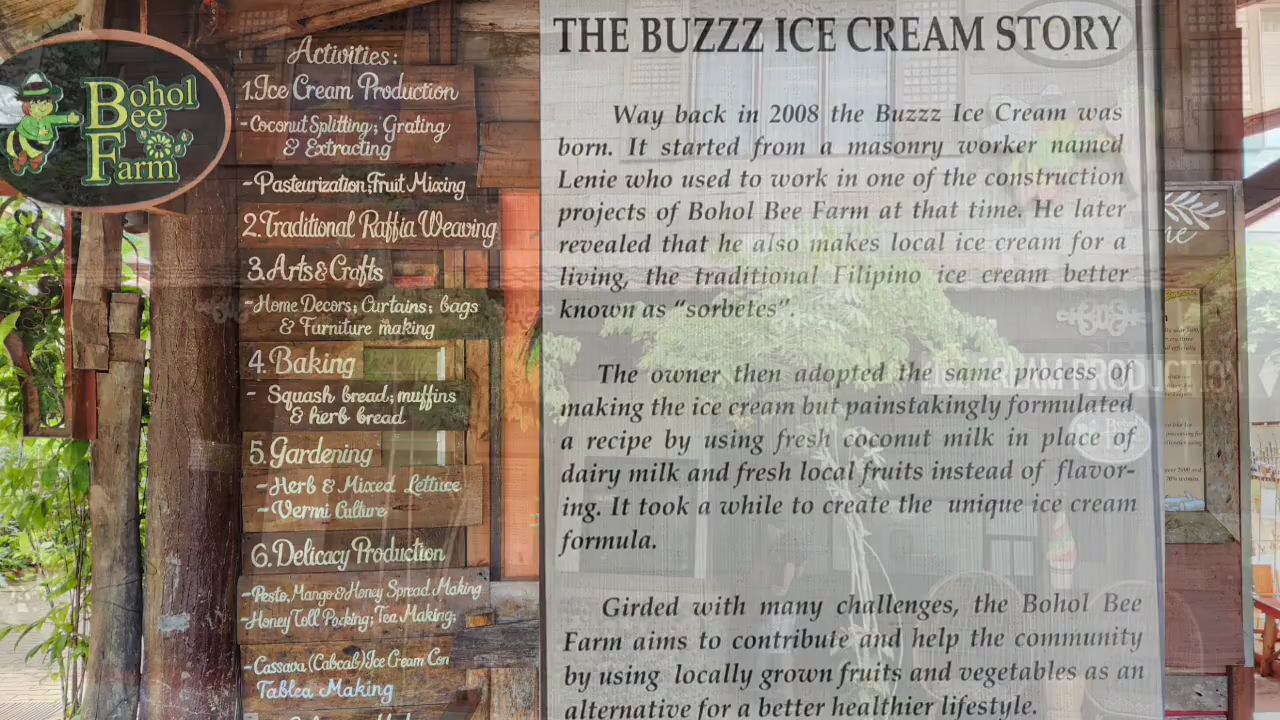 Bohol
Bee
Farm
Activities:
1.Ice Cream Production
-Coconut Splitting; Grating
& Extracting
-Pasteurization;Fruit Mixing
2.Traditional Raffia Weaving
3.Arts&Crafts
-Home Decors; Curtains; bags
& Furniture making
4.Baking
- Squash bread; muffins
& herb bread
5.Gardening
-Herb & Mixed Lettuce
-Vermi Culture
6.Delicacy Production
-Pesto, Mango&Honey Spread Making
-Honey Toll Packing; Tea Making;
-Cassava (Cabcab)Ice Cream Con
Tablea Making
THE BUZZZ ICE CREAM STORY
Way back in 2008 the Buzzz Ice Cream was
born. It started from a masonry worker named
Lenie who used to work in one of the construction
projects of Bohol Bee Farm at that time. He later
revealed that he also makes local ice cream for a
living, the traditional Filipino ice cream better
known as “sorbetes”.
The owner then adopted the same process of
making the ice cream but painstakingly formulated
a recipe by using fresh coconut milk in place of
dairy milk and fresh local fruits instead of flavor-
ing. It took a while to create the unique ice cream
formula.
Girded with many challenges, the Bohol Bee
Farm aims to contribute and help the community
by using locally grown fruits and vegetables as an
alternative for a better healthier lifestyle.
ICE CREAM PRODUCTION